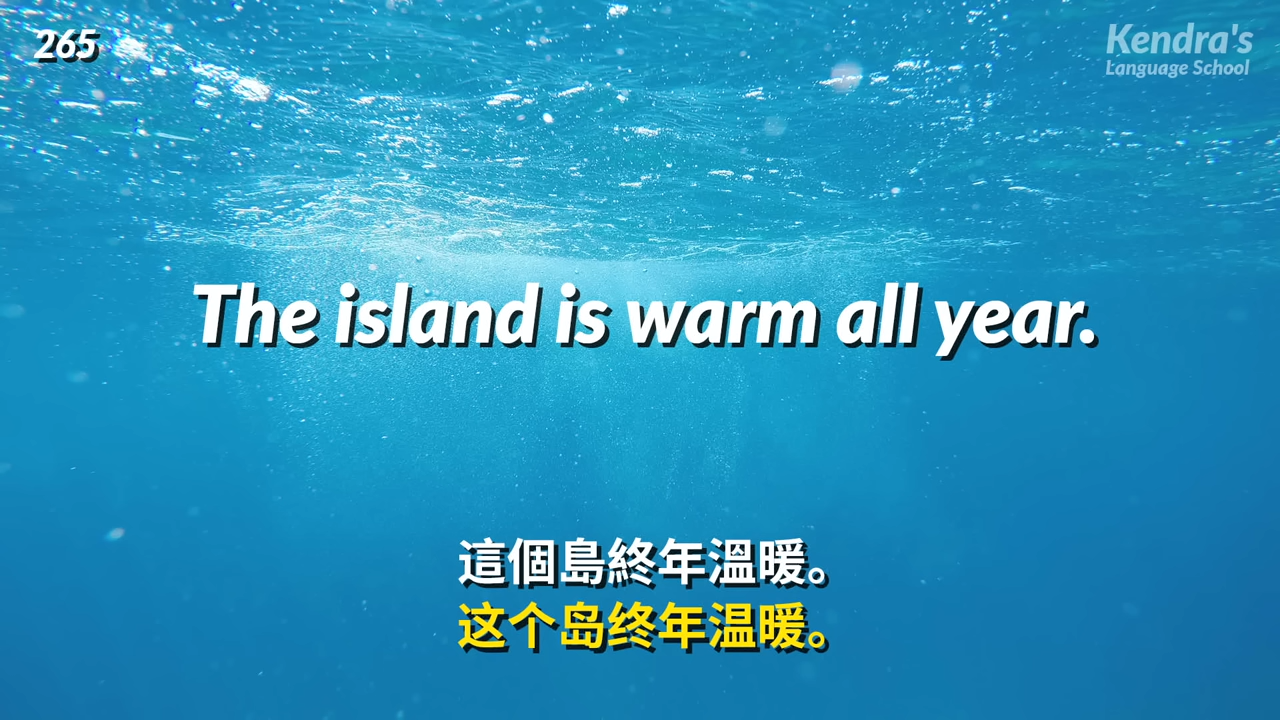 265
Kendra's
Language School
The island is warm all year.
這個島終年溫暖。
这个岛终年温暖。